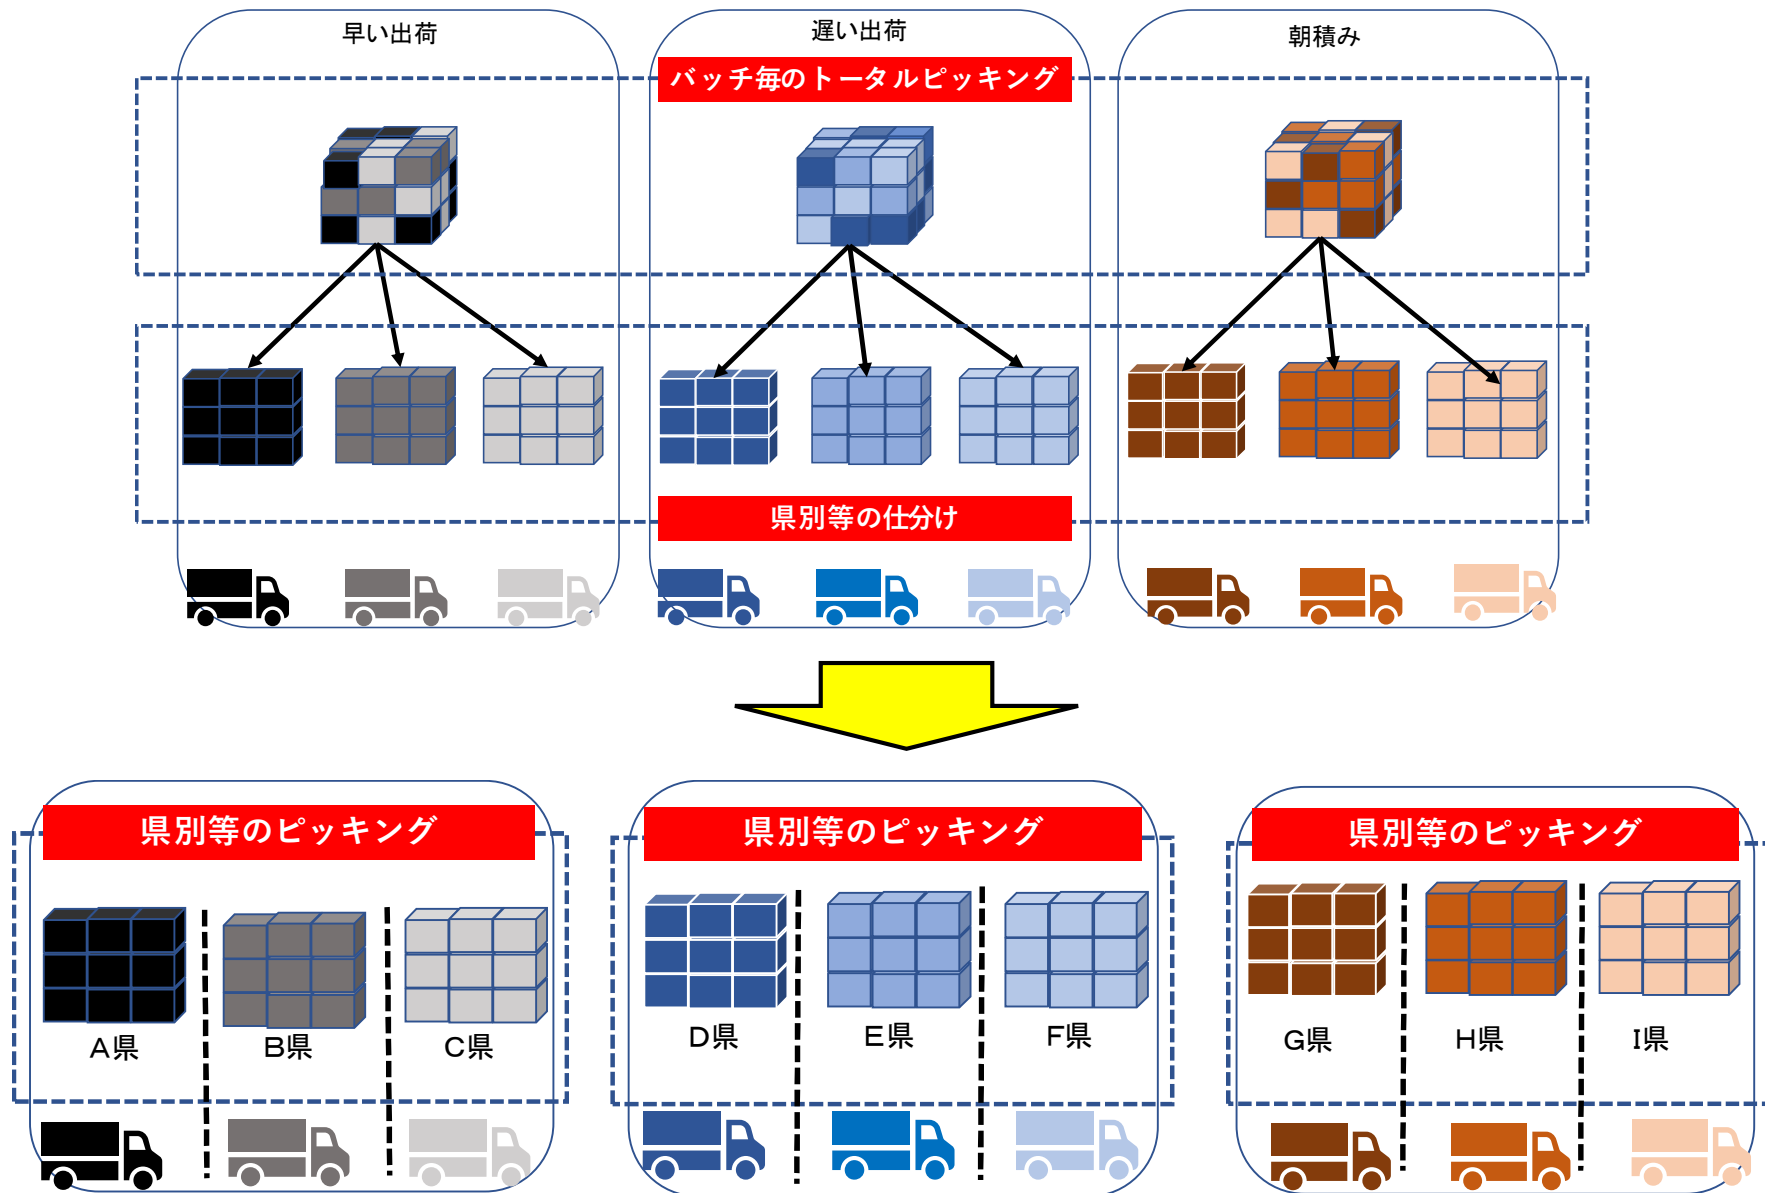 早い出荷
遅い出荷
朝積み
バッチ毎のトータルピッキング
県別等の仕分け
県別等のピッキング
県別等のピッキング
県別等のピッキング
A県
B県
C県
D県
E県
F県
G県
H県
I県